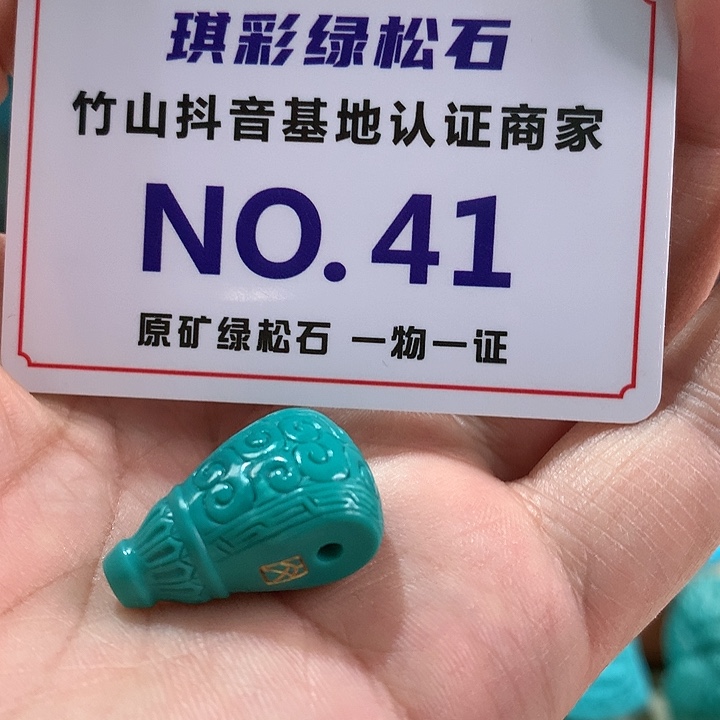 琪彩绿松石
竹山抖音基地认证商家
NO.41
原矿绿松石 一物一证